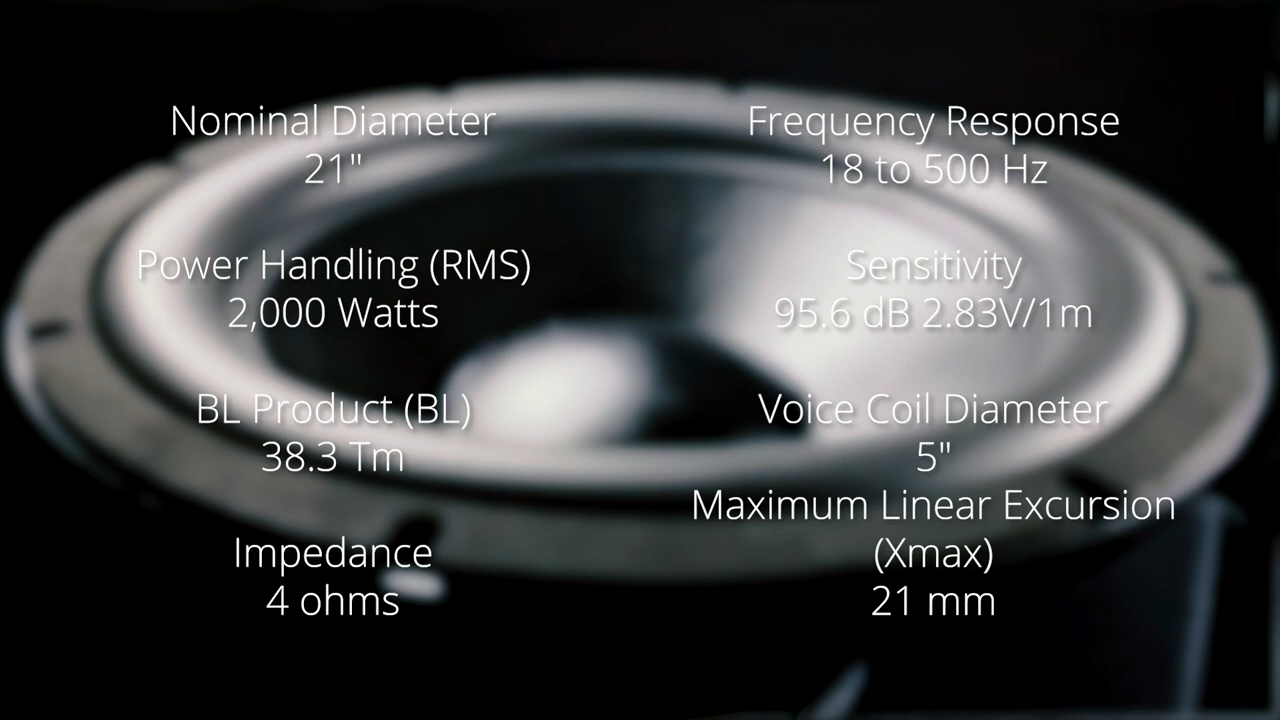 Nominal Diameter
21"
Power Handling (RMS)
2,000 Watts
BL Product (BL)
38.3 Tm
Impedance
4 ohms
Frequency Response
18 to 500 Hz
Sensitivity
95.6 dB 2.83V/1m
Voice Coil Diameter
5"
Maximum Linear Excursion
(Xmax)
21 mm